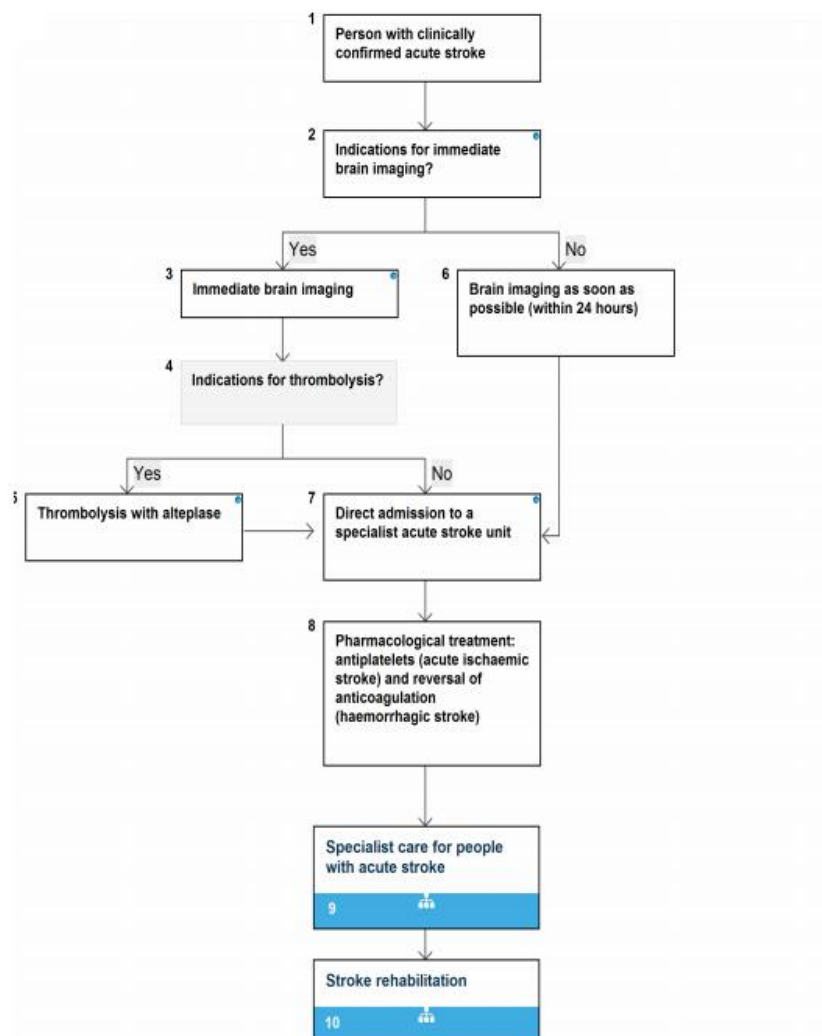 1
Person with clinically
confirmed acute stroke
2
Indications for immediate
brain imaging?
Yes
No
3
Immediate brain imaging
6
Brain imaging as soon as
possible (within 24 hours)
4
Indications for thrombolysis?
Yes
No
5
Thrombolysis with alteplase
7
Direct admission to a
specialist acute stroke unit
8
Pharmacological treatment:
antiplatelets (acute ischaemic
stroke) and reversal of
anticoagulation
(haemorrhagic stroke)
Specialist care for people
with acute stroke
9
Stroke rehabilitation
10